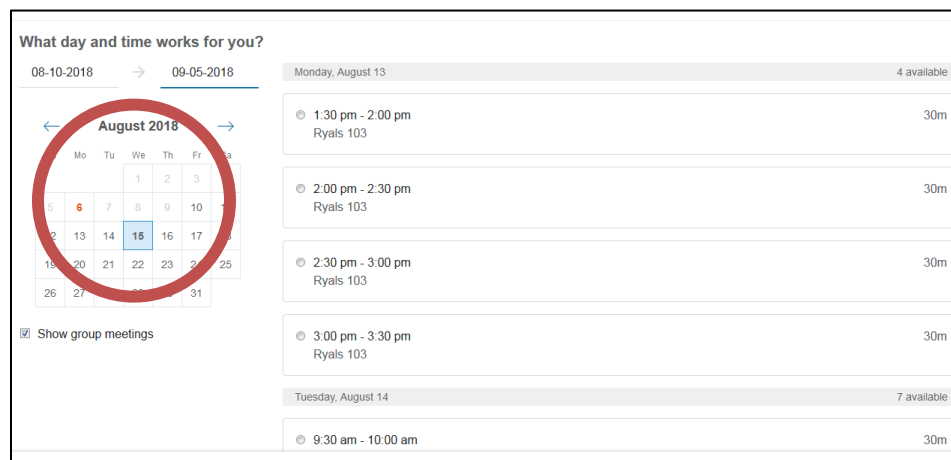 What day and time works for you?
08-10-2018 → 09-05-2018
← August 2018 →
Mo Tu We Th Fr
1 2 3
5 6 7 8 9 10
13 14 15 16 17
19 20 21 22 23 24 25
26 27 31
Show group meetings
Monday, August 13 4 available
1:30 pm - 2:00 pm 30m
Ryals 103
2:00 pm - 2:30 pm 30m
Ryals 103
2:30 pm - 3:00 pm 30m
Ryals 103
3:00 pm - 3:30 pm 30m
Ryals 103
Tuesday, August 14 7 available
9:30 am - 10:00 am 30m